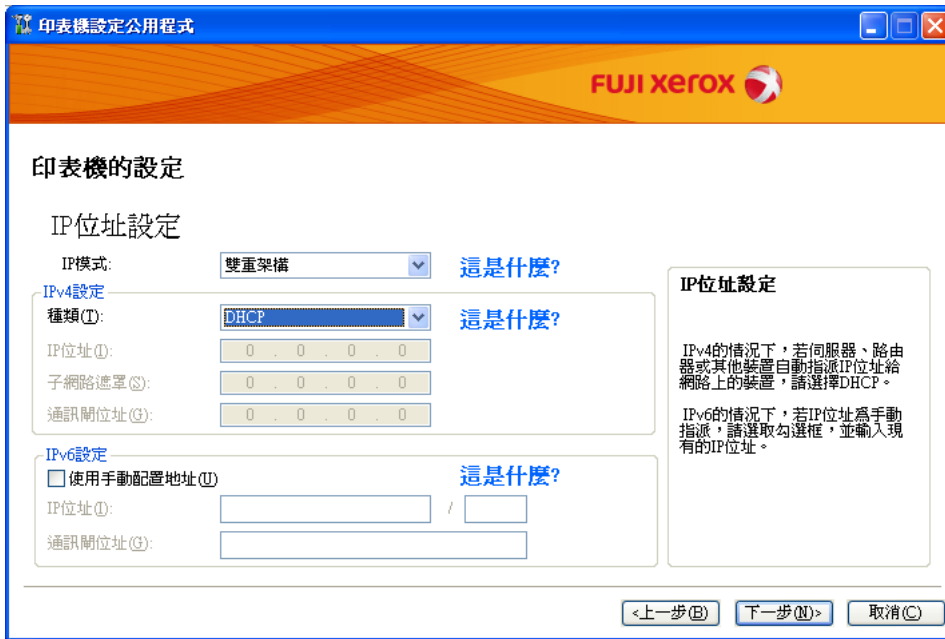 印表機設定公用程式
FUJI xerox
印表機的設定
IP位址設定
IP模式:
雙重架構
這是什麼?
IPv4設定
種類(T):
DHCP
這是什麼?
IP位址(I):
0 . 0 . 0 . 0
子網路遮罩(S):
0 . 0 . 0 . 0
通訊閘位址(G):
0 . 0 . 0 . 0
IPv6設定
使用手動配置地址(U)
這是什麼?
IP位址(I):
/
通訊閘位址(G):
IP位址設定
IPv4的情況下，若伺服器、路由
器或其他裝置自動指派IP位址給
網路上的裝置，請選擇DHCP。
IPv6的情況下，若IP位址爲手動
指派，請選取勾選框，並輸入現
有的IP位址。
<上一步(B)
下一步(N)>
取消(C)